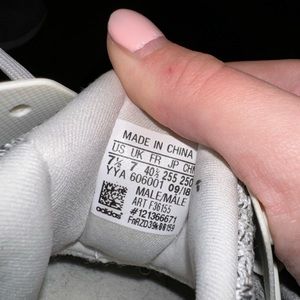 MADE IN CHINA
US UK FR JP CHN
7½ 7 40⅔ 255 250
YYA 606001 09/18
MALE/MALE
ART F36155
#121366671
adidas